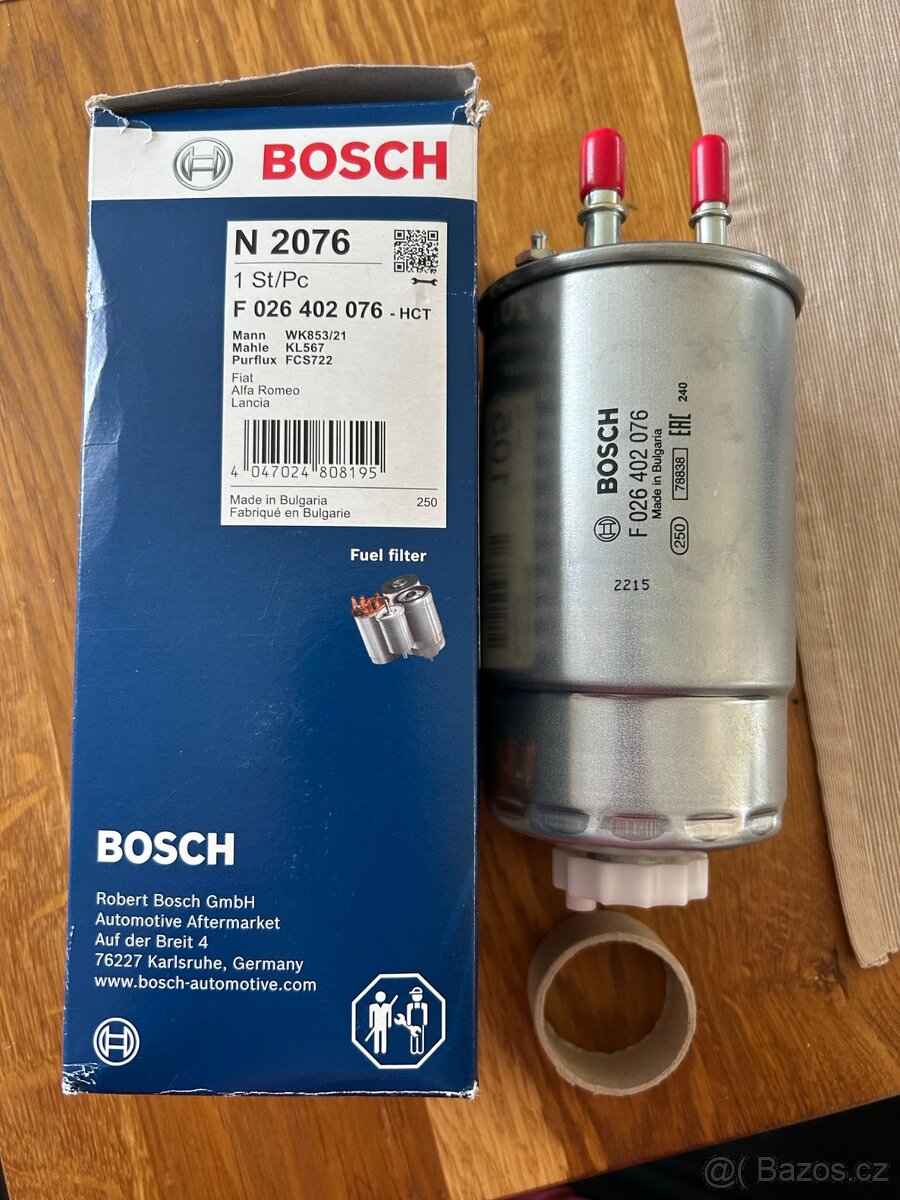 BOSCH
N 2076
1 St/Pc
F 026 402 076 - HCT
Mann WK853/21
Mahle KL567
Purflux FCS722
Fiat
Alfa Romeo
Lancia
4 047024 808195
Made in Bulgaria 250
Fabriqué en Bulgarie
Fuel filter
BOSCH
Robert Bosch GmbH
Automotive Aftermarket
Auf der Breit 4
76227 Karlsruhe, Germany
www.bosch-automotive.com
BOSCH
F 026 402 076
Made in Bulgaria
250 78838 EAC 240
2215
@( Bazos.cz